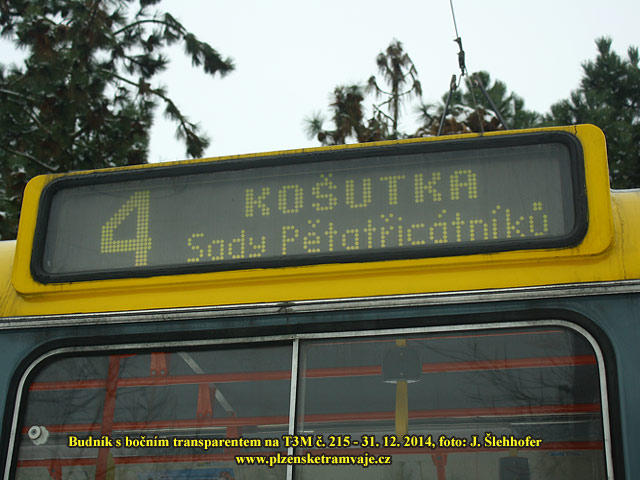 4 KOŠUTKA
Sady Pětatřicátníků
Budník s bočním transparentem na T3M č. 215 - 31. 12. 2014, foto: J. Šlehhofer
www.plzensketramvaje.cz